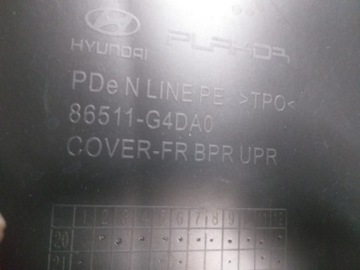 HYUNDAI PLAKOR
PDe N LINE PE >TPO<
86511-G4DA0
COVER-FR BPR UPR
1 2 3 4 5 6 7 8 9 10 11 12
20
21